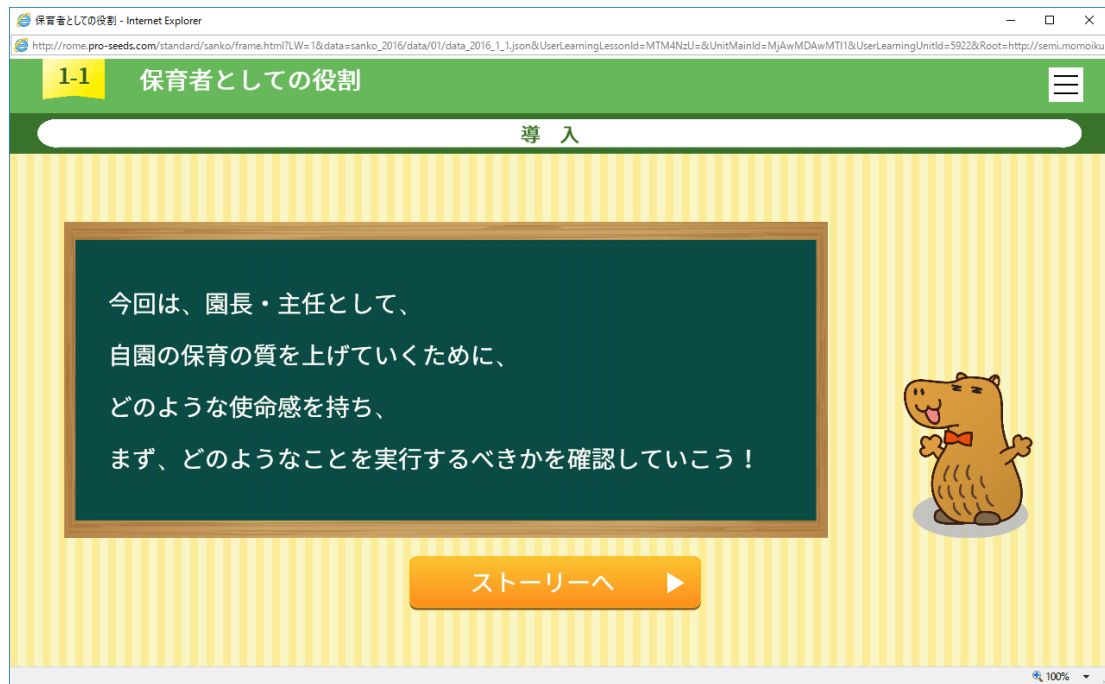 保育者としての役割 - Internet Explorer
http://rome.pro-seeds.com/standard/sanko/frame.html?LW=1&data=sanko_2016/data/01/data_2016_1_1.json&UserLearningLessonId=MTM4NzU=&UnitMainId=MjAwMDAwMTI1&UserLearningUnitId=5922&Root=http://semi.momoiku
1-1 保育者としての役割
導 入
今回は、園長・主任として、
自園の保育の質を上げていくために、
どのような使命感を持ち、
まず、どのようなことを実行するべきかを確認していこう！
ストーリーへ
100%